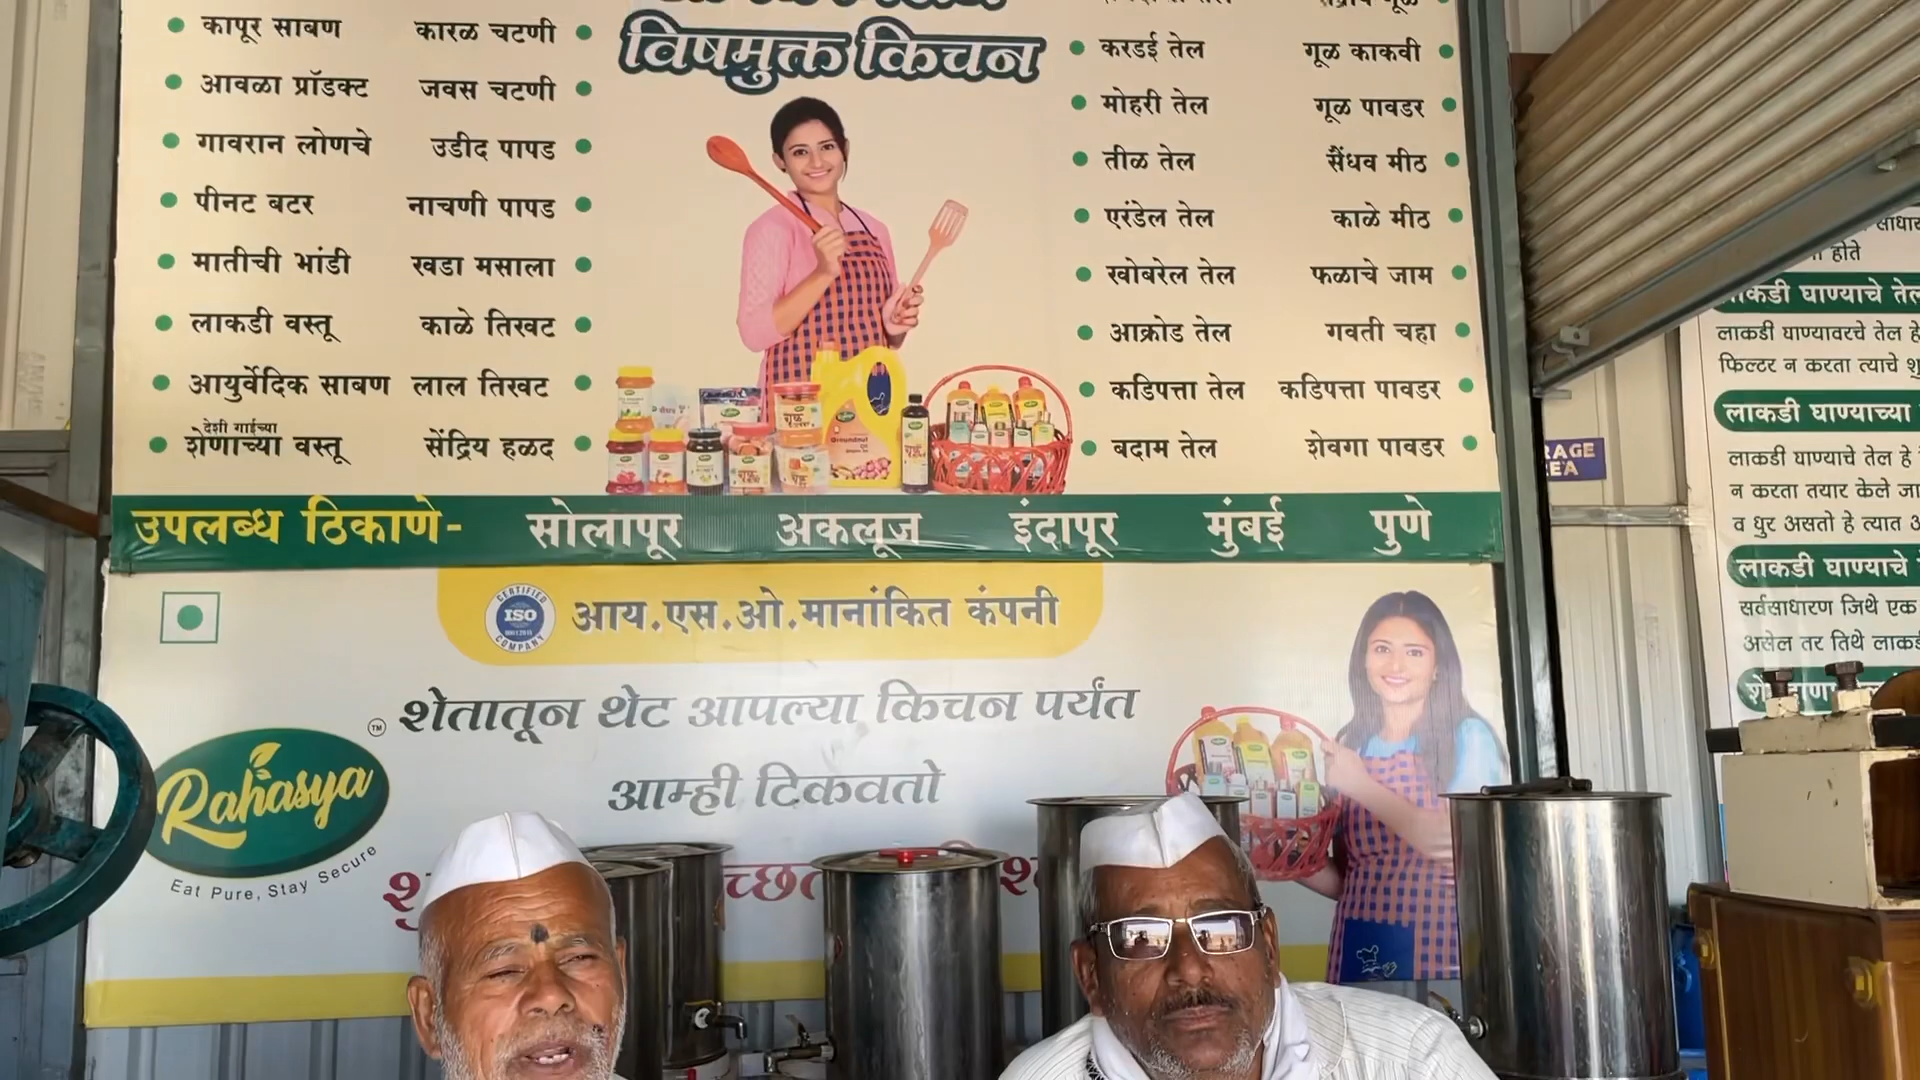 विषमुक्त किचन
कापूर साबण
आवळा प्रॉडक्ट
गावरान लोणचे
पीनट बटर
मातीची भांडी
लाकडी वस्तू
आयुर्वेदिक साबण
देशी गाईच्या
शेणाच्या वस्तू
कारळ चटणी
जवस चटणी
उडीद पापड
नाचणी पापड
खडा मसाला
काळे तिखट
लाल तिखट
सेंद्रिय हळद
करडई तेल
मोहरी तेल
तीळ तेल
एरंडेल तेल
खोबरेल तेल
आक्रोड तेल
कडिपत्ता तेल
बदाम तेल
गूळ काकवी
गूळ पावडर
सैंधव मीठ
काळे मीठ
फळाचे जाम
गवती चहा
कडिपत्ता पावडर
शेवगा पावडर
उपलब्ध ठिकाणे- सोलापूर अकलूज इंदापूर मुंबई पुणे
CERTIFIED ISO COMPANY
आय.एस.ओ.मानांकित कंपनी
शेतातून थेट आपल्या किचन पर्यंत
आम्ही टिकवतो
Rahasya
TM
Eat Pure, Stay Secure
होते
घाण्याचे
लाकडी घाण्यावरचे तेल हे
फिल्टर न करता त्याचे
लाकडी घाण्याच्या
लाकडी घाण्याचे तेल हे
न करता तयार केले
व धुर असतो हे त्यात
लाकडी घाण्याचे
सर्वसाधारण जिथे एक
असेल तर तिथे